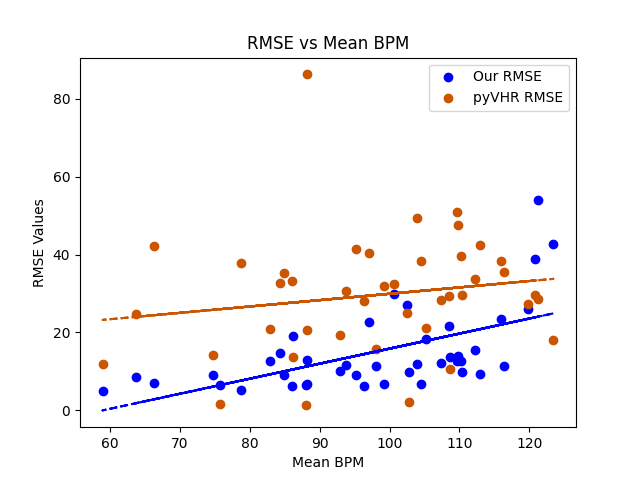 RMSE vs Mean BPM
Our RMSE
pyVHR RMSE
80
60
40
20
0
RMSE Values
60 70 80 90 100 110 120
Mean BPM